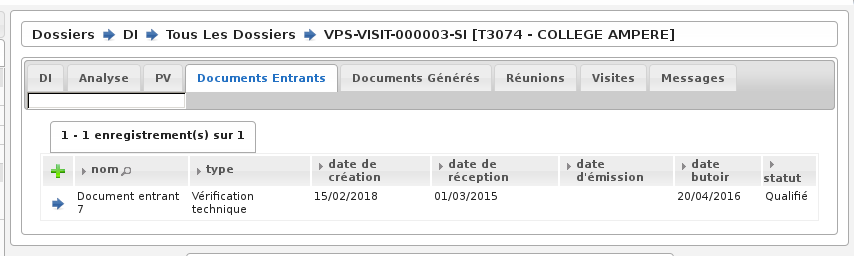 Dossiers DI Tous Les Dossiers VPS-VISIT-000003-SI [T3074 - COLLEGE AMPERE]
DI Analyse PV Documents Entrants Documents Générés Réunions Visites Messages
1 - 1 enregistrement(s) sur 1
nom type date de création date de réception date d'émission date butoir statut
Document entrant 7 Vérification technique 15/02/2018 01/03/2015 20/04/2016 Qualifié